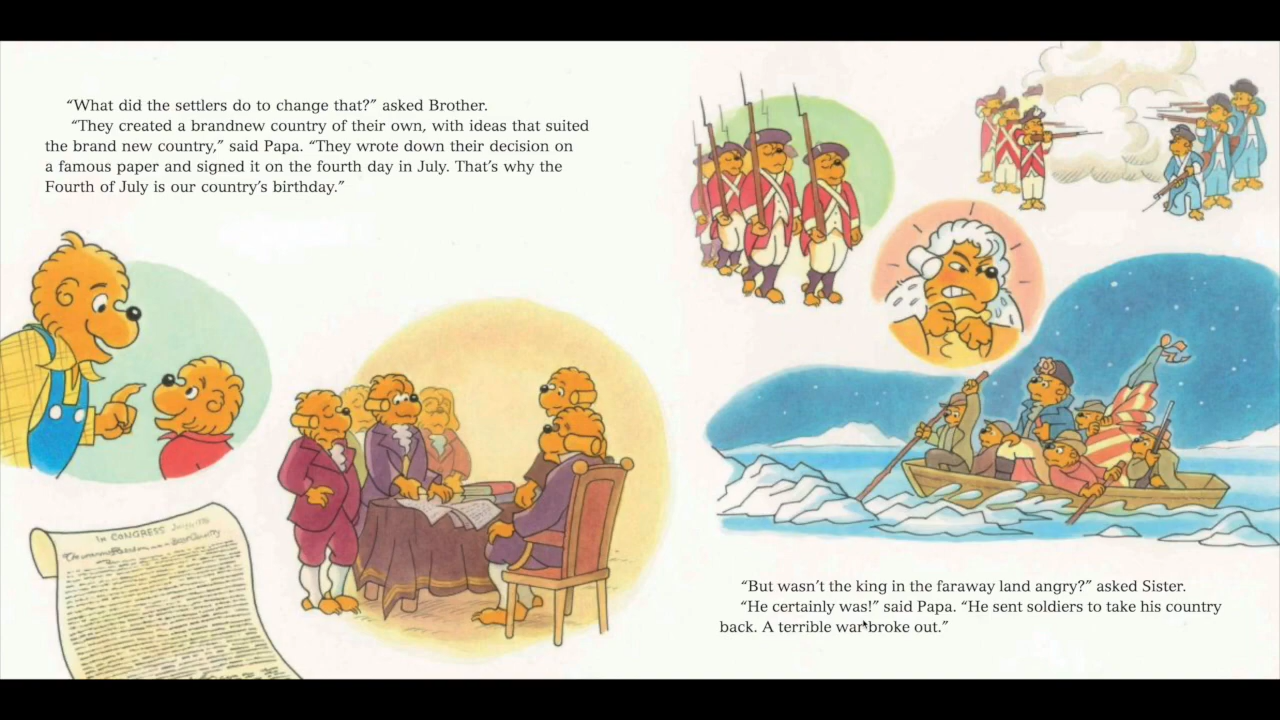 “What did the settlers do to change that?” asked Brother.
“They created a brandnew country of their own, with ideas that suited
the brand new country,” said Papa. “They wrote down their decision on
a famous paper and signed it on the fourth day in July. That’s why the
Fourth of July is our country’s birthday.”
IN CONGRESS
“But wasn’t the king in the faraway land angry?” asked Sister.
“He certainly was!” said Papa. “He sent soldiers to take his country
back. A terrible war broke out.”